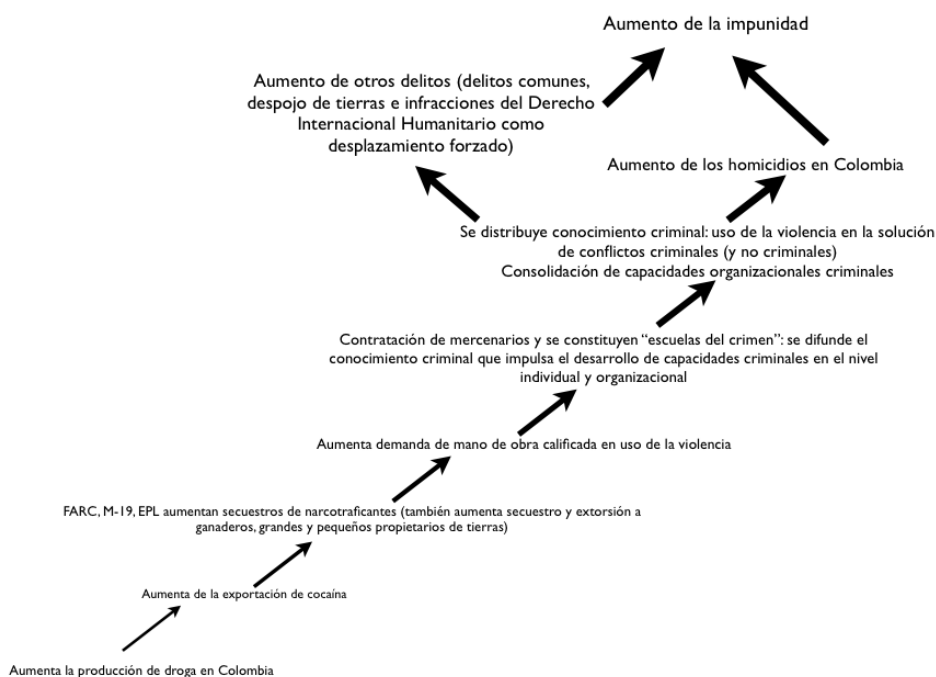 Aumento de la impunidad
Aumento de otros delitos (delitos comunes,
despojo de tierras e infracciones del Derecho
Internacional Humanitario como
desplazamiento forzado)
Aumento de los homicidios en Colombia
Se distribuye conocimiento criminal: uso de la violencia en la solución
de conflictos criminales (y no criminales)
Consolidación de capacidades organizacionales criminales
Contratación de mercenarios y se constituyen “escuelas del crimen”: se difunde el
conocimiento criminal que impulsa el desarrollo de capacidades criminales en el nivel
individual y organizacional
Aumenta demanda de mano de obra calificada en uso de la violencia
FARC, M-19, EPL aumentan secuestros de narcotraficantes (también aumenta secuestro y extorsión a
ganaderos, grandes y pequeños propietarios de tierras)
Aumenta de la exportación de cocaína
Aumenta la producción de droga en Colombia